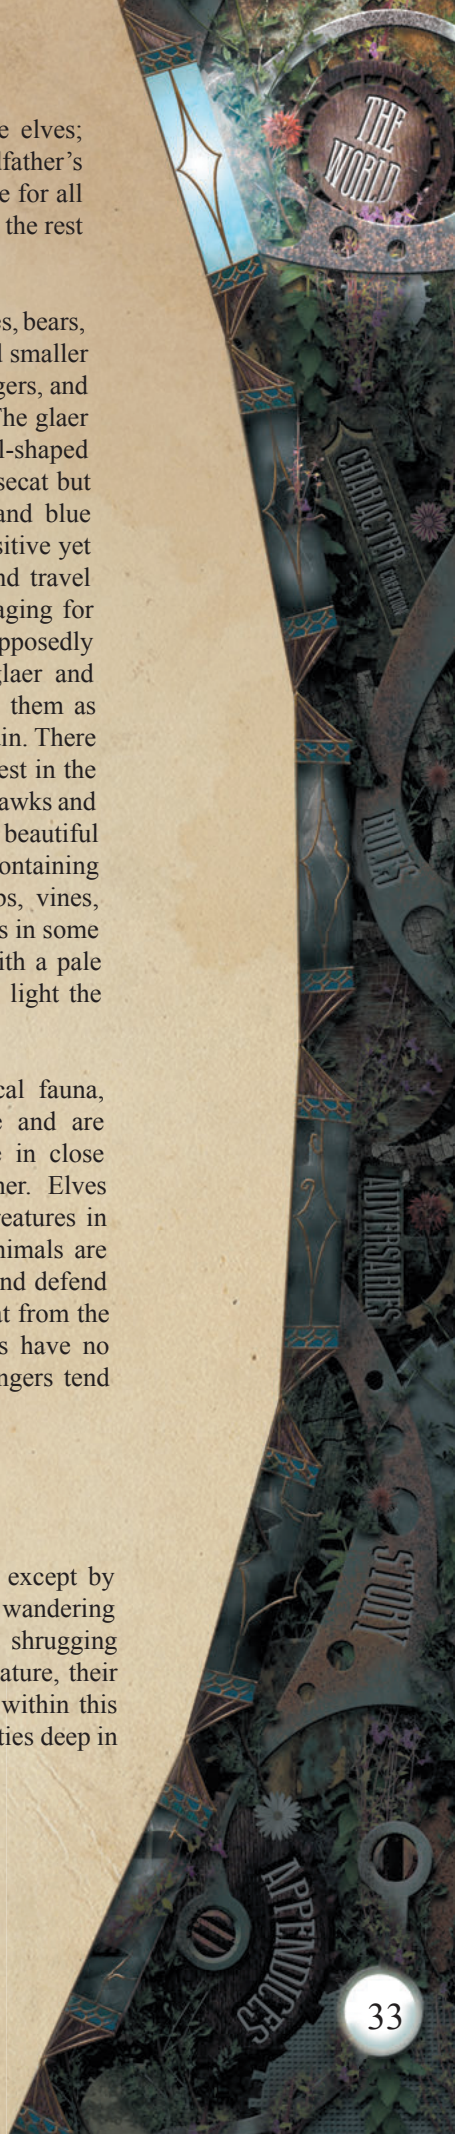 e elves;
lfather's
e for all
the rest
es, bears,
l smaller
gers, and
The glaer
l-shaped
secat but
and blue
sitive yet
nd travel
aging for
pposedly
glaer and
them as
in. There
est in the
awks and
beautiful
ontaining
bs, vines,
s in some
ith a pale
light the
cal fauna,
e and are
e in close
her. Elves
reatures in
nimals are
nd defend
at from the
s have no
ngers tend
except by
wandering
shrugging
ature, their
within this
ties deep in
THE
WORLD
CHARACTER
CREATION
RULES
ADVERSARIES
STORY
APPENDICES
33